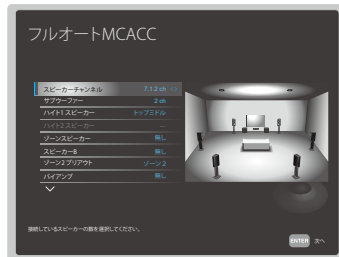 フルオートMCACC
スピーカーチャンネル 7.1.2 ch
サブウーファー 2 ch
ハイト1 スピーカー トップミドル
ハイト2 スピーカー ---
ゾーンスピーカー 無し
スピーカーB 無し
ゾーン2 プリアウト ゾーン 2
バイアンプ 無し
接続しているスピーカーの数を選択してください。
ENTER 次へ